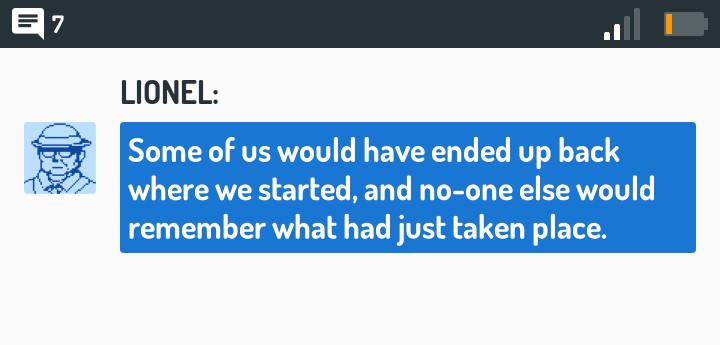 7
LIONEL:
Some of us would have ended up back
where we started, and no-one else would
remember what had just taken place.